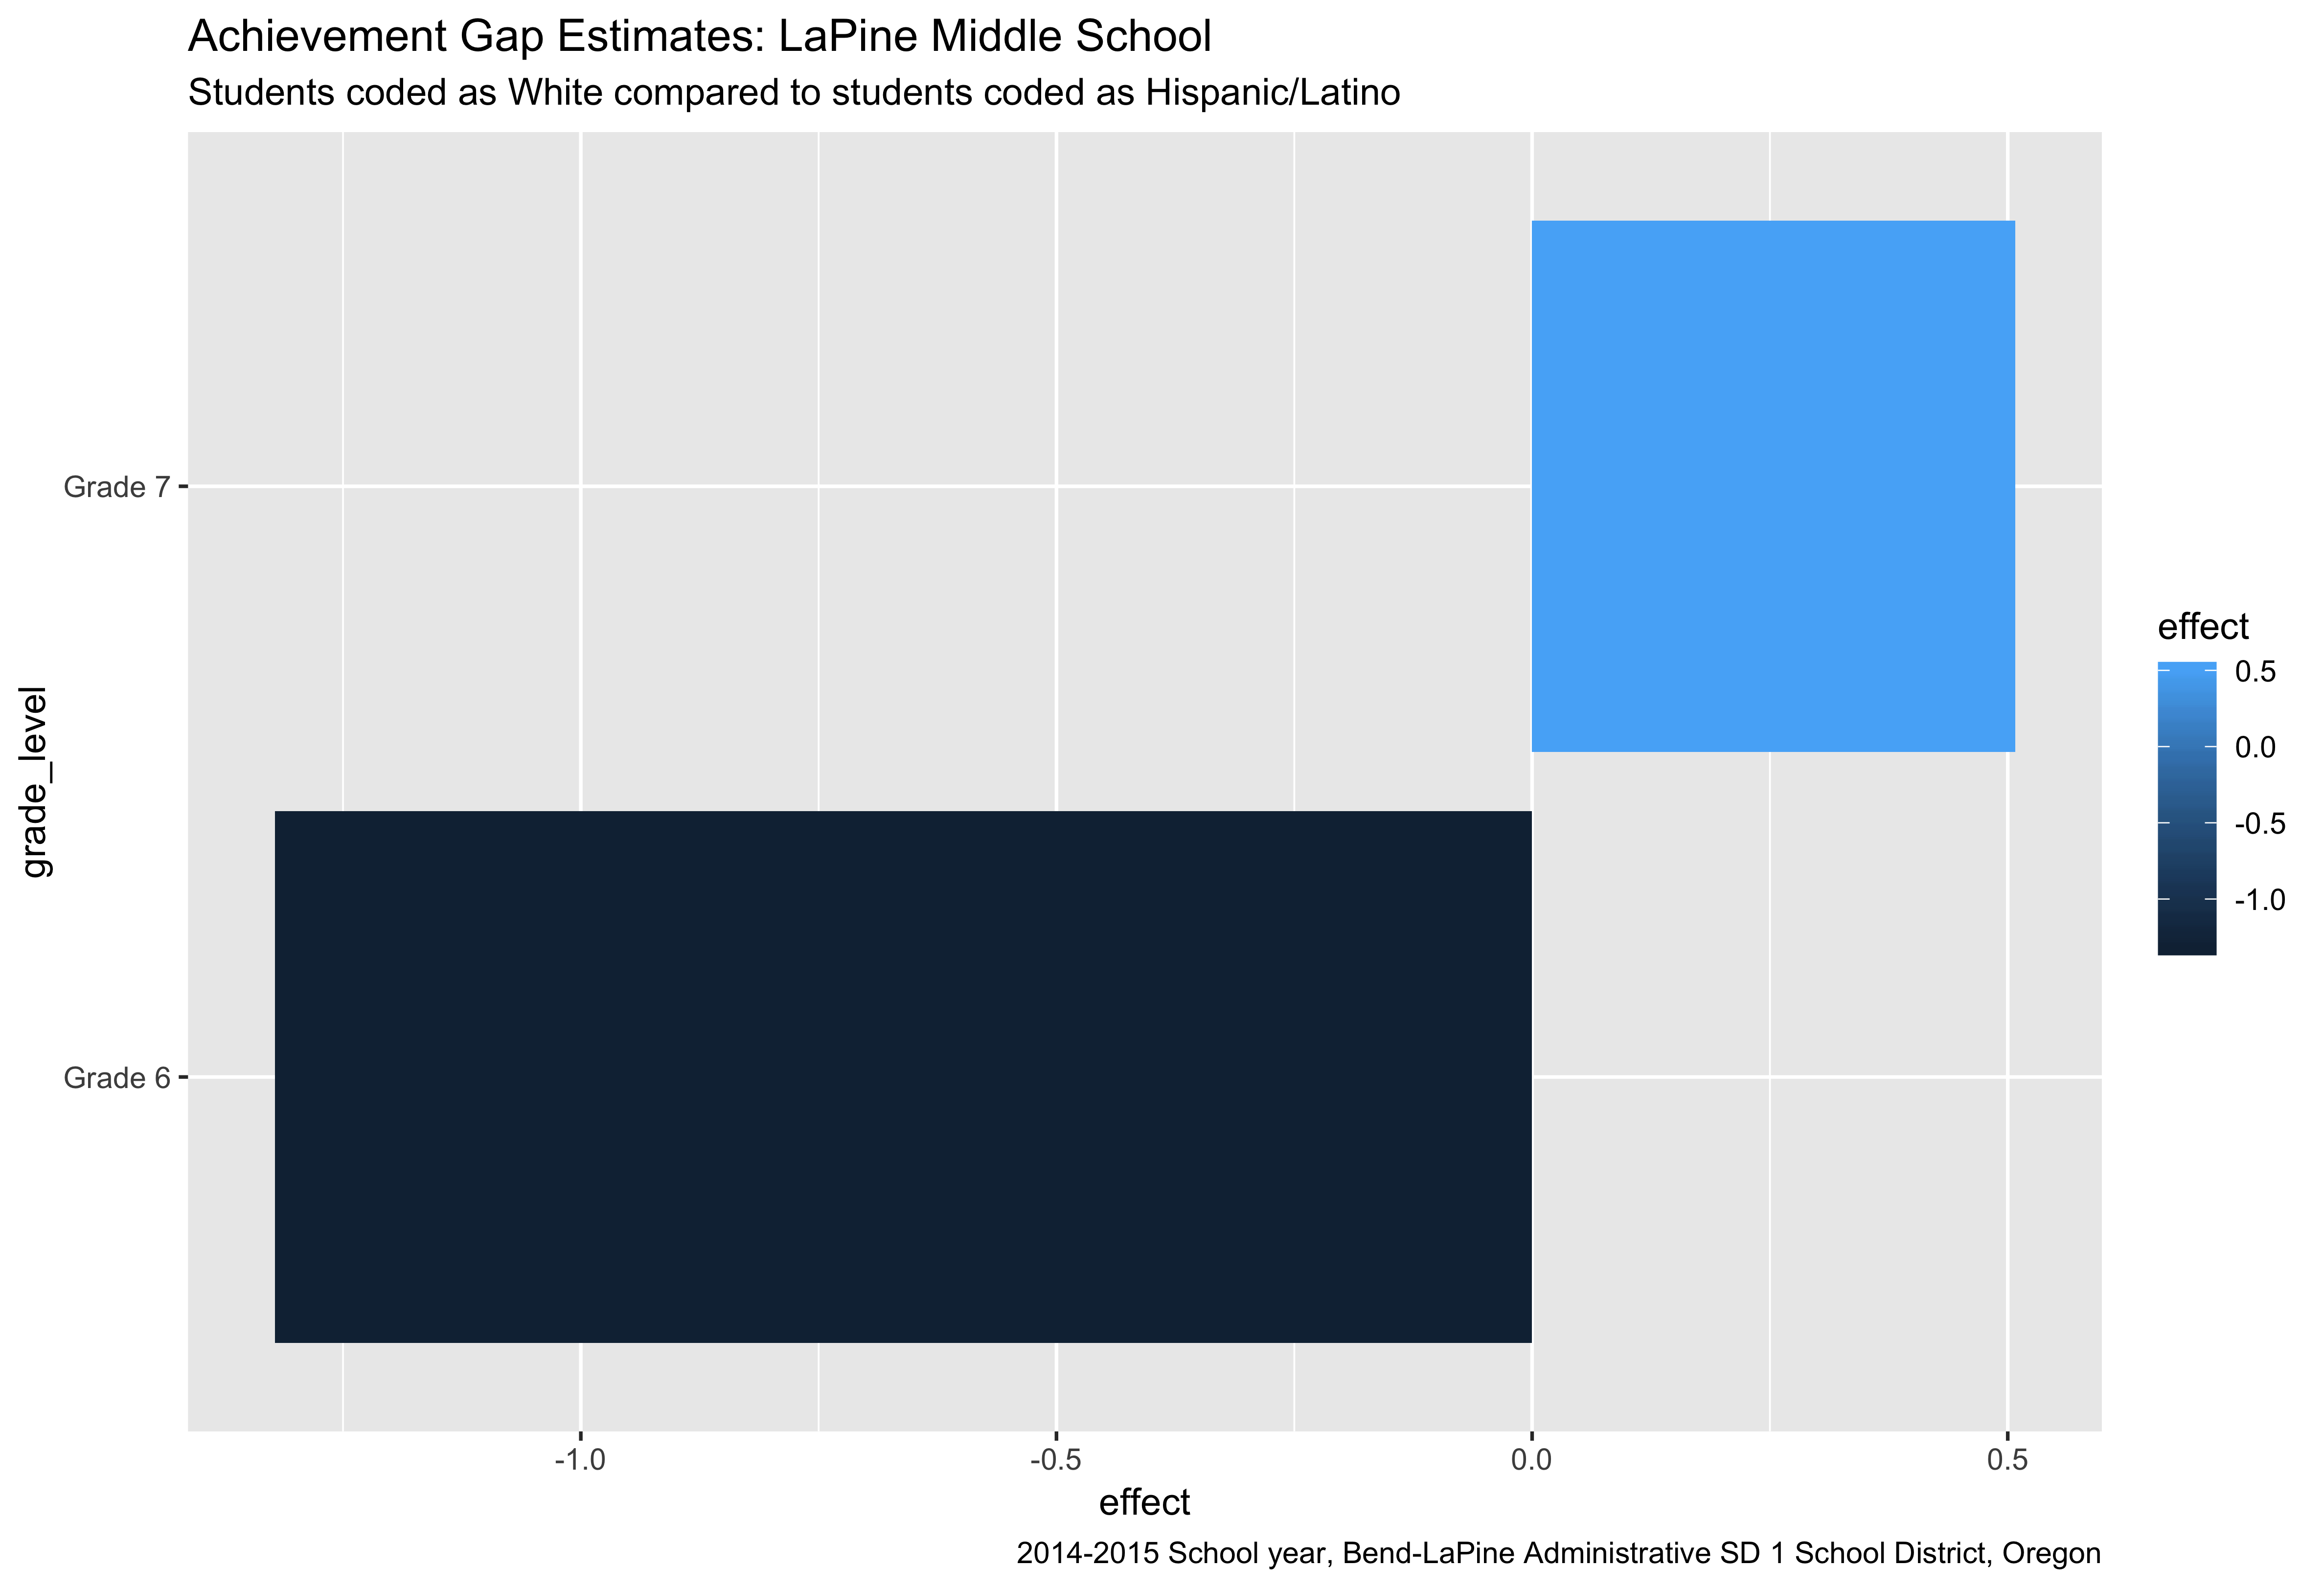 Achievement Gap Estimates: LaPine Middle School
Students coded as White compared to students coded as Hispanic/Latino
grade_level
Grade 7
Grade 6
-1.0
-0.5
0.0
0.5
effect
effect
0.5
0.0
-0.5
-1.0
2014-2015 School year, Bend-LaPine Administrative SD 1 School District, Oregon